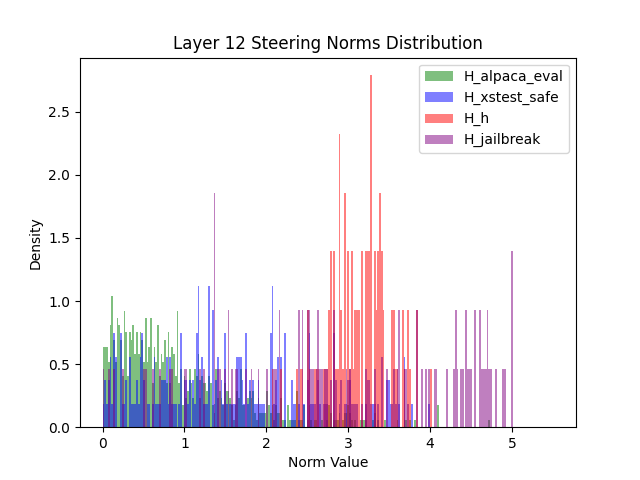 Layer 12 Steering Norms Distribution
H_alpaca_eval
H_xstest_safe
H_h
H_jailbreak
Density
2.5
2.0
1.5
1.0
0.5
0.0
0 1 2 3 4 5
Norm Value